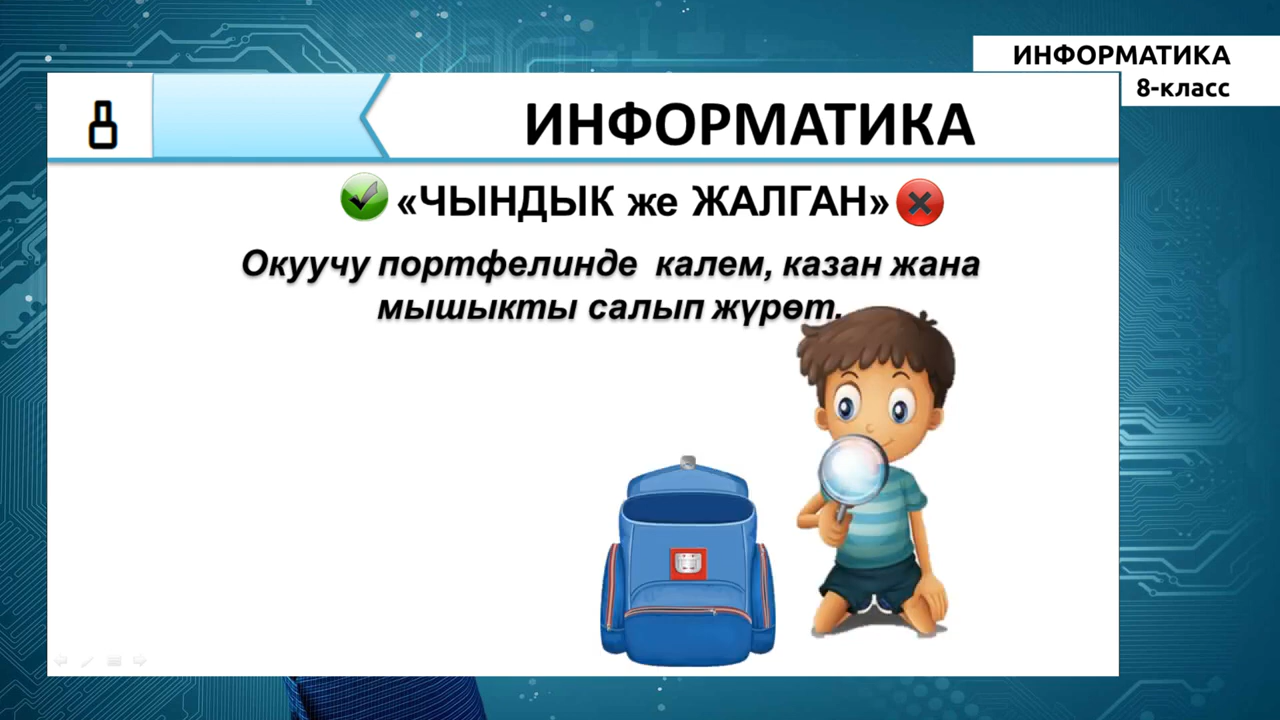 ИНФОРМАТИКА
8-класс
8
ИНФОРМАТИКА
«ЧЫНДЫК же ЖАЛГАН»
Окуучу портфелинде калем, казан жана
мышыкты салып жүрөт.